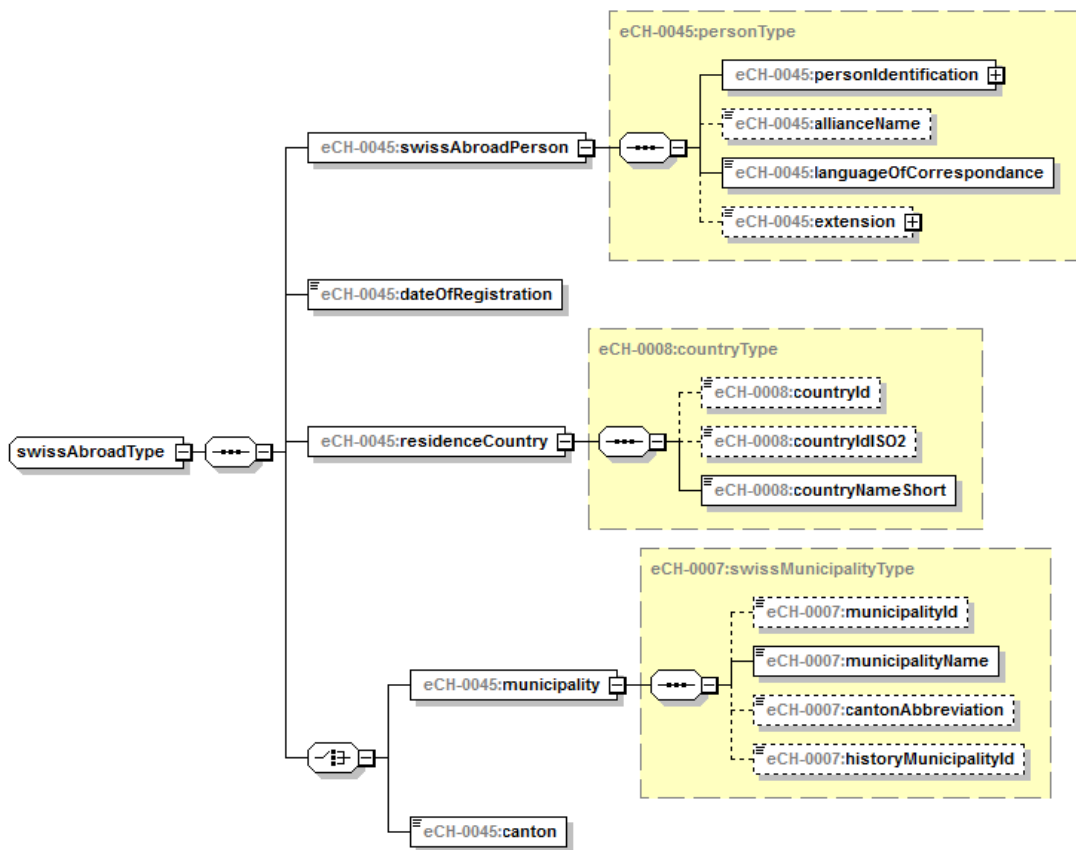 eCH-0045:personType
eCH-0045:personIdentification
eCH-0045:allianceName
eCH-0045:swissAbroadPerson
eCH-0045:languageOfCorrespondance
eCH-0045:extension
eCH-0045:dateOfRegistration
eCH-0008:countryType
eCH-0008:countryId
eCH-0045:residenceCountry
eCH-0008:countryIdISO2
swissAbroadType
eCH-0008:countryNameShort
eCH-0007:swissMunicipalityType
eCH-0007:municipalityId
eCH-0007:municipalityName
eCH-0045:municipality
eCH-0007:cantonAbbreviation
eCH-0007:historyMunicipalityId
eCH-0045:canton